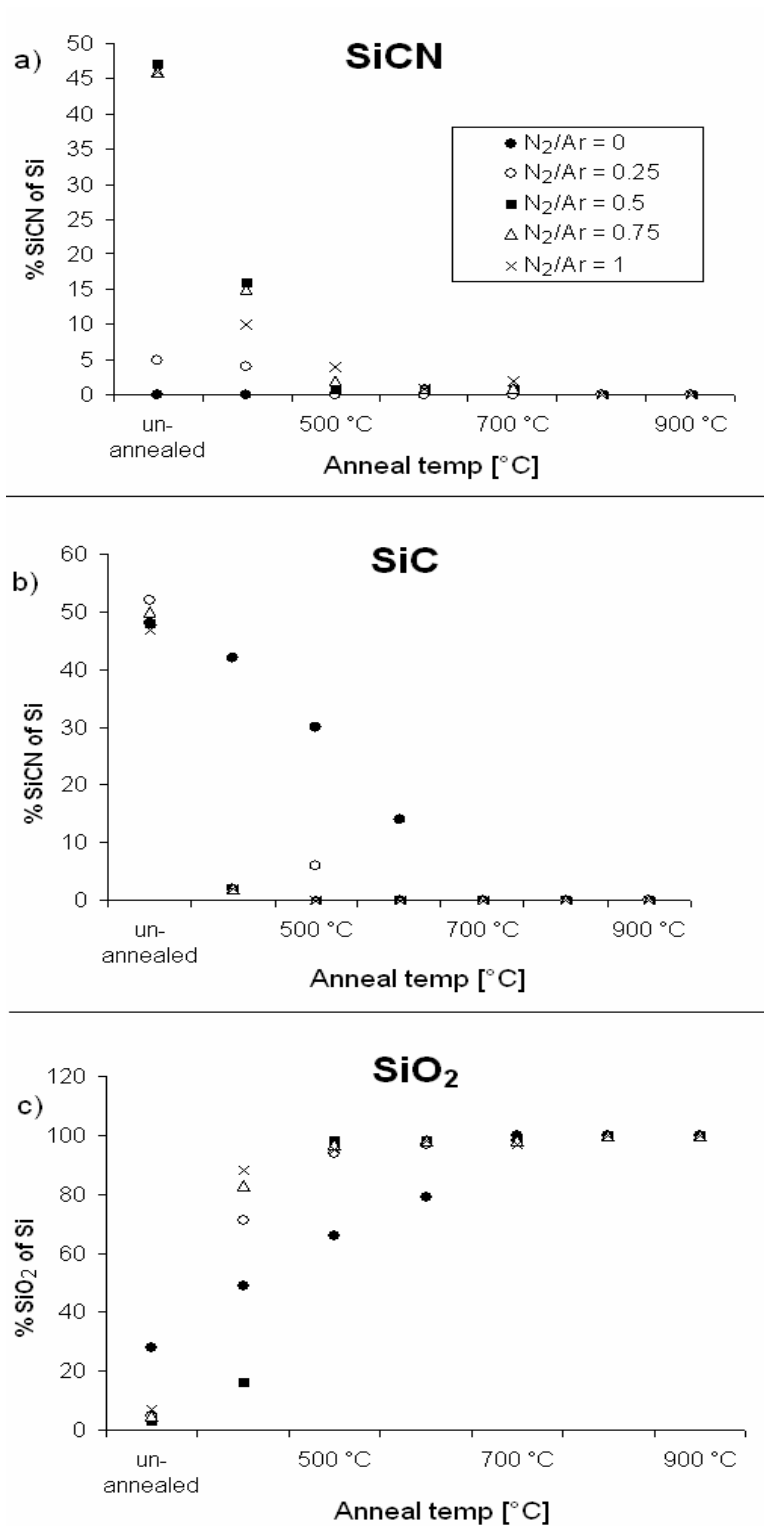 a)
SiCN
50
45
40
35
30
25
20
15
10
5
0
% SiCN of Si
N₂/Ar = 0
N₂/Ar = 0.25
N₂/Ar = 0.5
N₂/Ar = 0.75
N₂/Ar = 1
un-
annealed
500 °C
700 °C
900 °C
Anneal temp [°C]
b)
SiC
60
50
40
30
20
10
0
% SiCN of Si
un-
annealed
500 °C
700 °C
900 °C
Anneal temp [°C]
c)
SiO₂
120
100
80
60
40
20
0
% SiO₂ of Si
un-
annealed
500 °C
700 °C
900 °C
Anneal temp [°C]